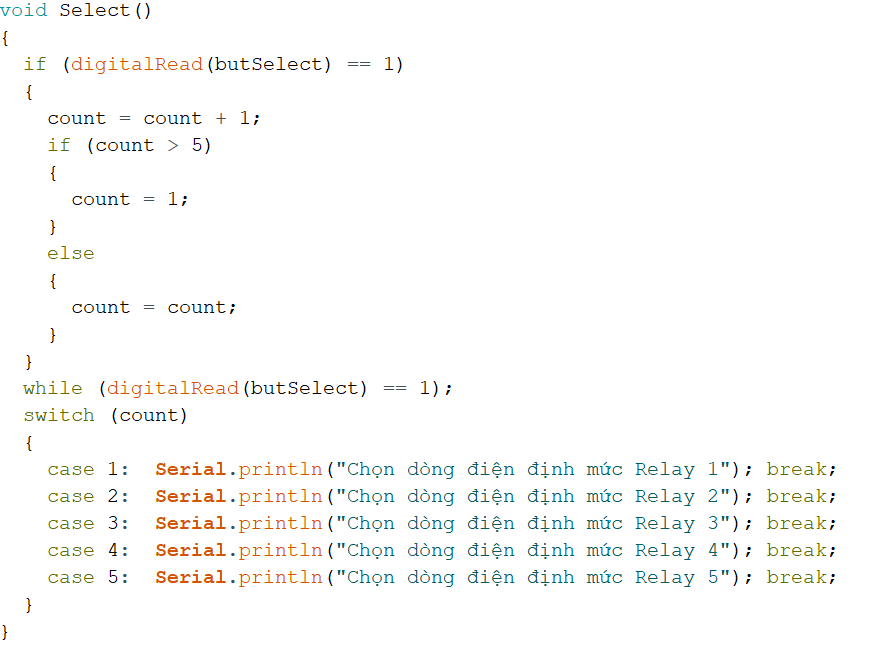 void Select()
{
  if (digitalRead(butSelect) == 1)
  {
    count = count + 1;
    if (count > 5)
    {
      count = 1;
    }
    else
    {
      count = count;
    }
  }
  while (digitalRead(butSelect) == 1);
  switch (count)
  {
    case 1:  Serial.println("Chọn dòng điện định mức Relay 1"); break;
    case 2:  Serial.println("Chọn dòng điện định mức Relay 2"); break;
    case 3:  Serial.println("Chọn dòng điện định mức Relay 3"); break;
    case 4:  Serial.println("Chọn dòng điện định mức Relay 4"); break;
    case 5:  Serial.println("Chọn dòng điện định mức Relay 5"); break;
  }
}